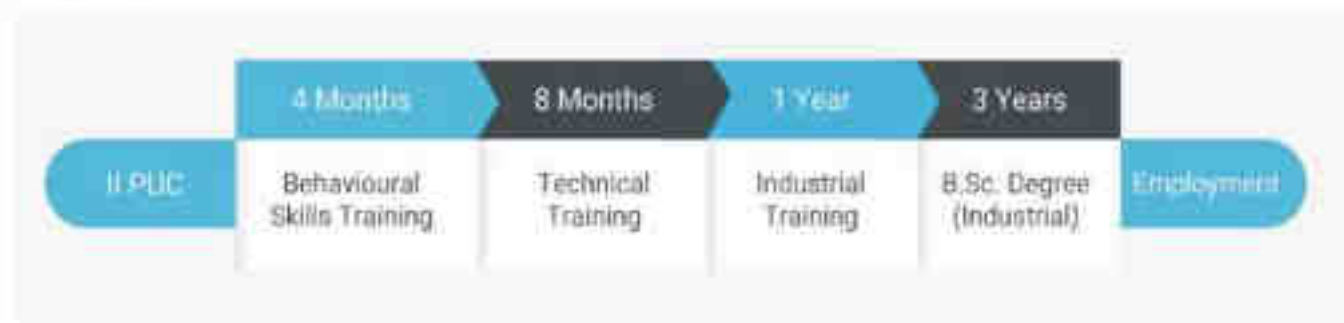 4 Months
8 Months
1 Year
3 Years
II PUC
Behavioural
Skills Training
Technical
Training
Industrial
Training
B.Sc. Degree
(Industrial)
Employment